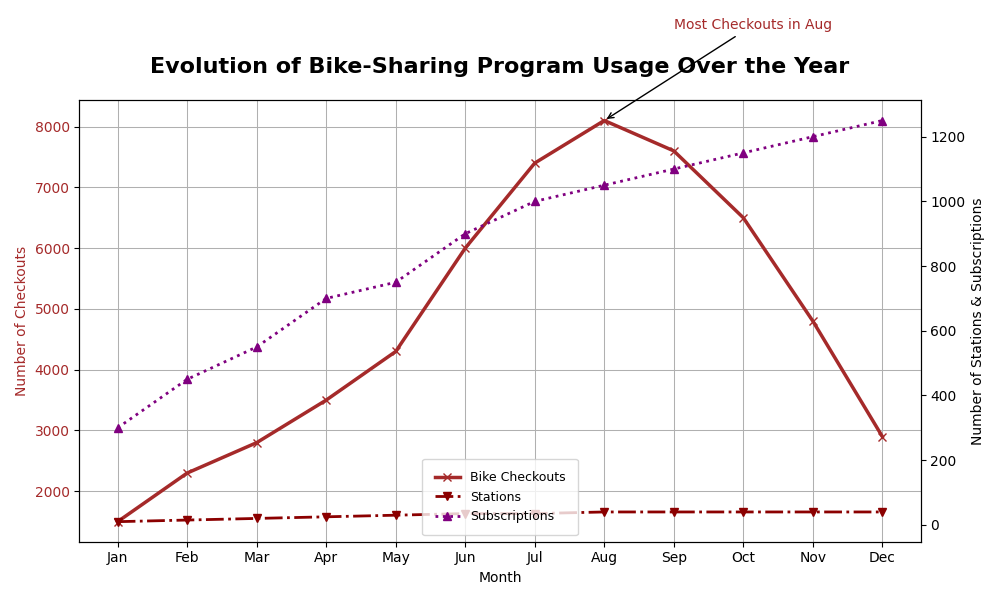 Most Checkouts in Aug
Evolution of Bike-Sharing Program Usage Over the Year
Number of Checkouts
8000
7000
6000
5000
4000
3000
2000
1200
1000
800
600
400
200
0
Number of Stations & Subscriptions
Bike Checkouts
Stations
Subscriptions
Jan Feb Mar Apr May Jun Jul Aug Sep Oct Nov Dec
Month